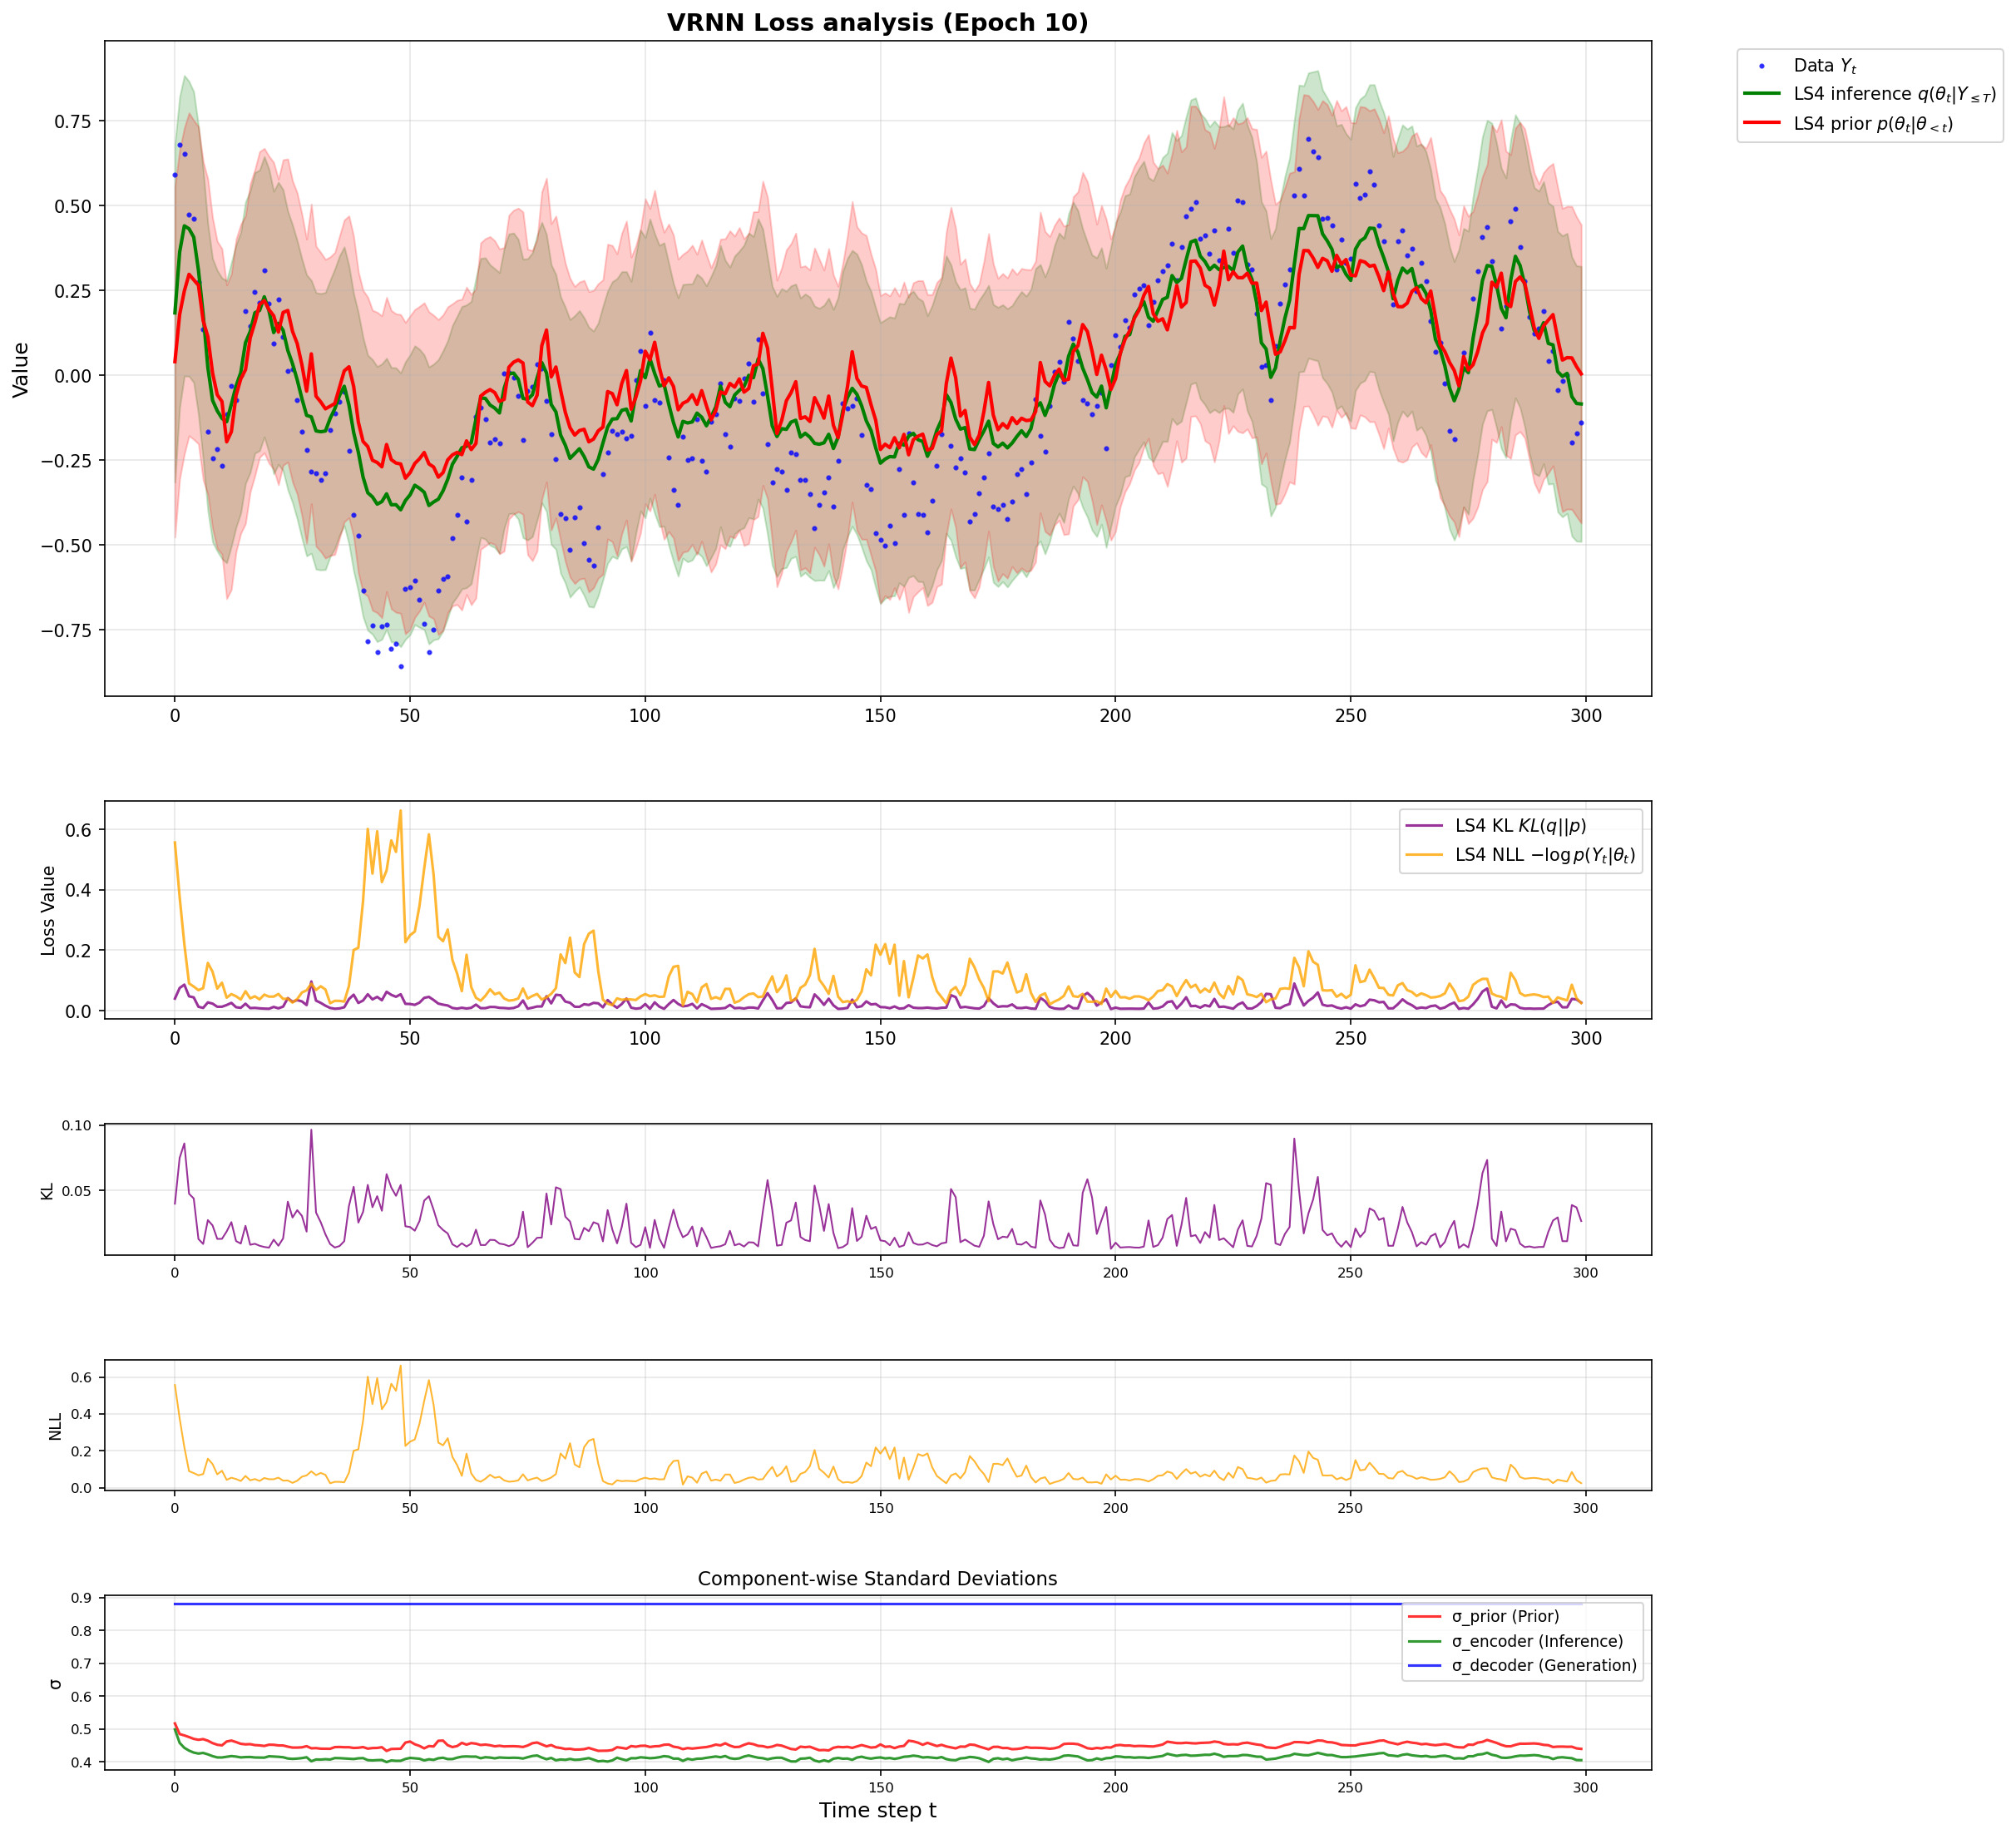 VRNN Loss analysis (Epoch 10)
Data $Y_t$
LS4 inference $q(\theta_t|Y_{\leq T})$
LS4 prior $p(\theta_t|\theta_{<t})$
Value
0.75
0.50
0.25
0.00
−0.25
−0.50
−0.75
0 50 100 150 200 250 300
LS4 KL $KL(q||p)$
LS4 NLL $-\log p(Y_t|\theta_t)$
Loss Value
0.6
0.4
0.2
0.0
0 50 100 150 200 250 300
KL
0.10
0.05
0 50 100 150 200 250 300
NLL
0.6
0.4
0.2
0.0
0 50 100 150 200 250 300
Component-wise Standard Deviations
σ_prior (Prior)
σ_encoder (Inference)
σ_decoder (Generation)
σ
0.9
0.8
0.7
0.6
0.5
0.4
0 50 100 150 200 250 300
Time step t